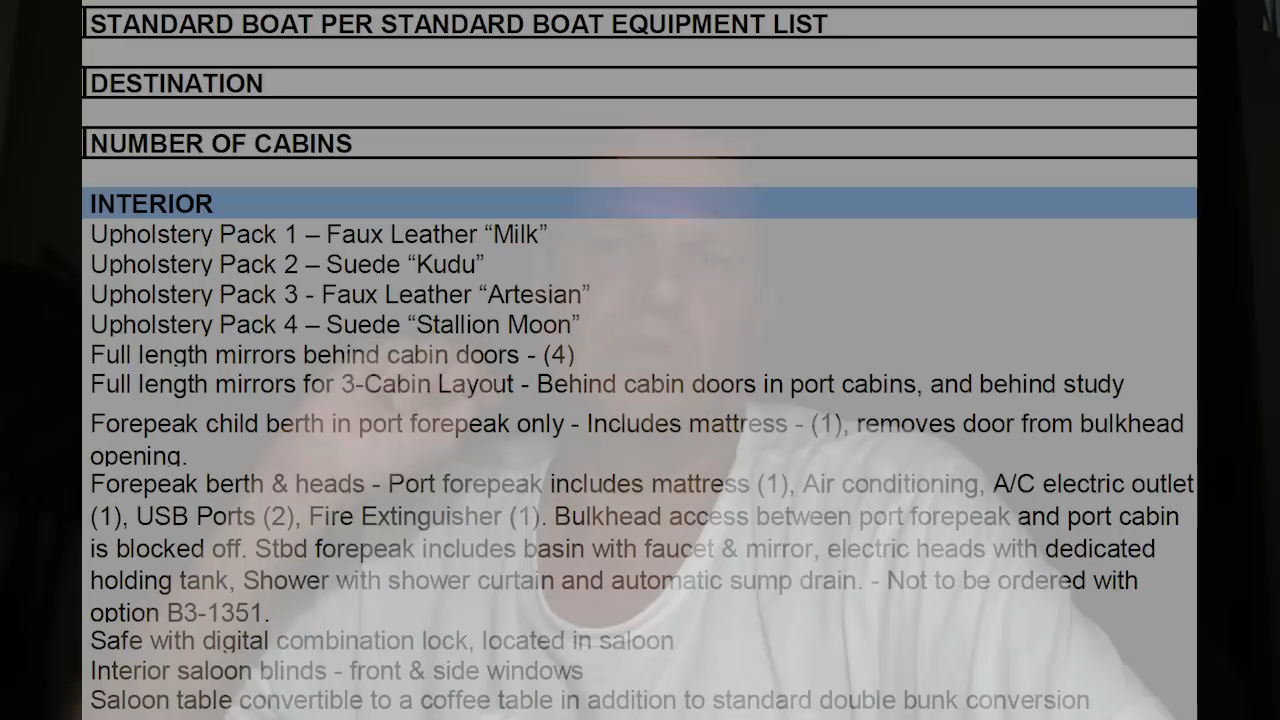 STANDARD BOAT PER STANDARD BOAT EQUIPMENT LIST
DESTINATION
NUMBER OF CABINS
INTERIOR
Upholstery Pack 1 – Faux Leather “Milk”
Upholstery Pack 2 – Suede “Kudu”
Upholstery Pack 3 - Faux Leather “Artesian”
Upholstery Pack 4 – Suede “Stallion Moon”
Full length mirrors behind cabin doors - (4)
Full length mirrors for 3-Cabin Layout - Behind cabin doors in port cabins, and behind study
Forepeak child berth in port forepeak only - Includes mattress - (1), removes door from bulkhead
opening.
Forepeak berth & heads - Port forepeak includes mattress (1), Air conditioning, A/C electric outlet
(1), USB Ports (2), Fire Extinguisher (1). Bulkhead access between port forepeak and port cabin
is blocked off. Stbd forepeak includes basin with faucet & mirror, electric heads with dedicated
holding tank, Shower with shower curtain and automatic sump drain. - Not to be ordered with
option B3-1351.
Safe with digital combination lock, located in saloon
Interior saloon blinds - front & side windows
Saloon table convertible to a coffee table in addition to standard double bunk conversion